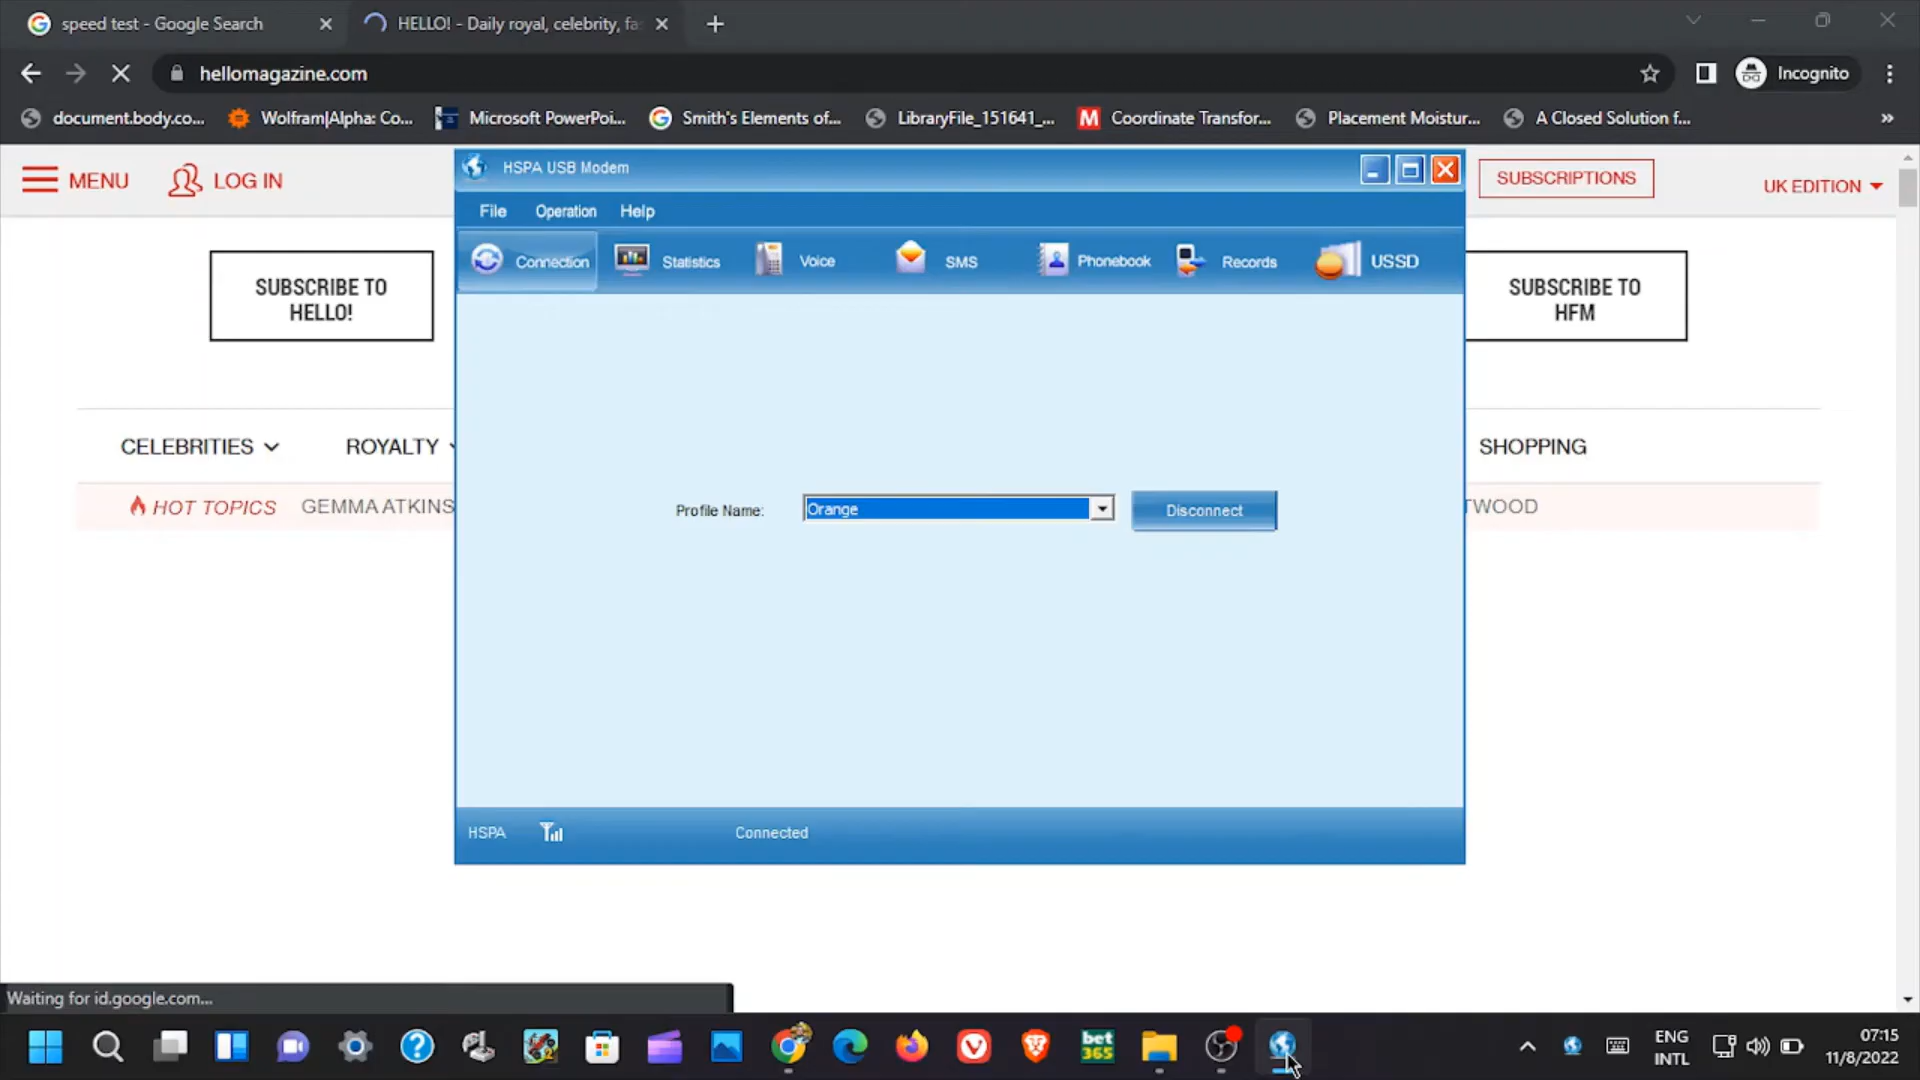 speed test - Google Search
HELLO! - Daily royal, celebrity, fa
hellomagazine.com
Incognito
document.body.co...
Wolfram|Alpha: Co...
Microsoft PowerPoi...
Smith's Elements of...
LibraryFile_151641_...
Coordinate Transfor...
Placement Moistur...
A Closed Solution f...
MENU
LOG IN
HSPA USB Modem
SUBSCRIPTIONS
UK EDITION
File
Operation
Help
Connection
Statistics
Voice
SMS
Phonebook
Records
USSD
SUBSCRIBE TO
HELLO!
SUBSCRIBE TO
HFM
CELEBRITIES
ROYALTY
SHOPPING
HOT TOPICS
GEMMA ATKINS
TWOOD
Profile Name:
Orange
Disconnect
HSPA
Connected
Waiting for id.google.com...
bet
365
ENG
INTL
07:15
11/8/2022